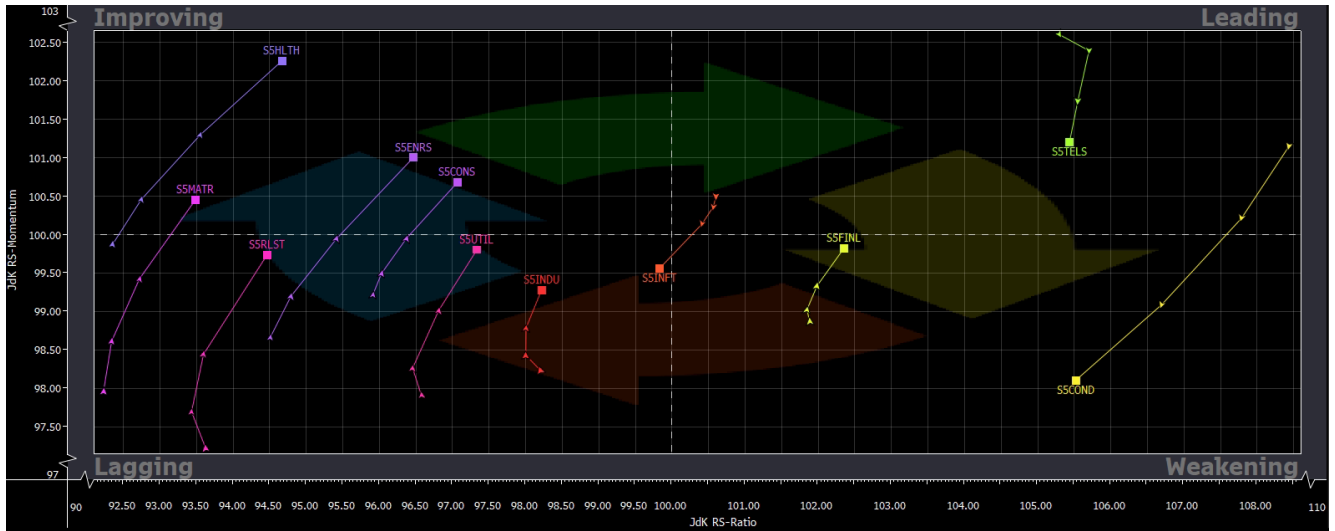 103
Improving
Leading
102.50
102.00
101.50
101.00
100.50
100.00
99.50
99.00
98.50
98.00
97.50
97
JdK RS-Momentum
S5HLTH
S5MATR
S5RLST
S5ENRS
S5CONS
S5UTIL
S5INDU
S5INFT
S5FINL
S5TELS
S5COND
Lagging
Weakening
90 92.50 93.00 93.50 94.00 94.50 95.00 95.50 96.00 96.50 97.00 97.50 98.00 98.50 99.00 99.50 100.00 101.00 102.00 103.00 104.00 105.00 106.00 107.00 108.00 110
JdK RS-Ratio